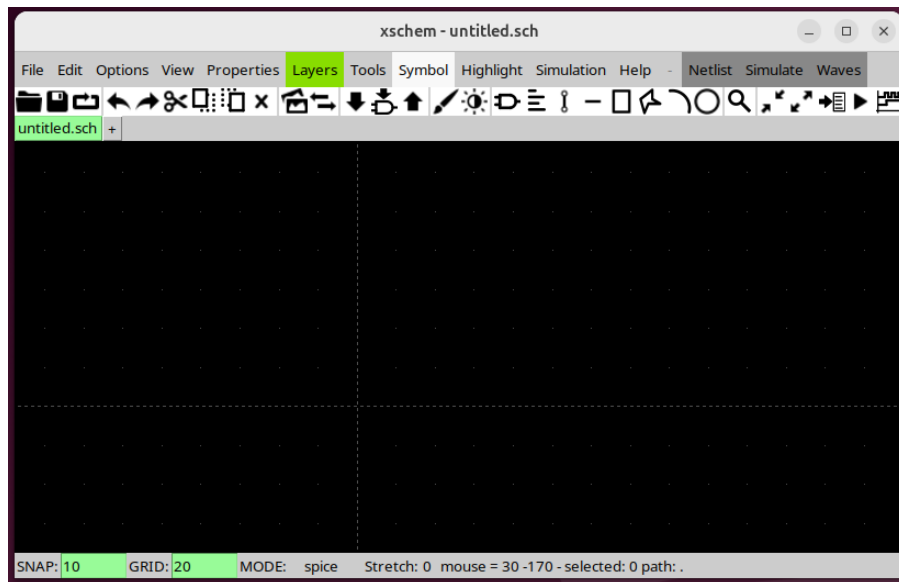 xschem - untitled.sch
File Edit Options View Properties Layers Tools Symbol Highlight Simulation Help - Netlist Simulate Waves
untitled.sch +
SNAP: 10 GRID: 20 MODE: spice Stretch: 0 mouse = 30 -170 - selected: 0 path: .